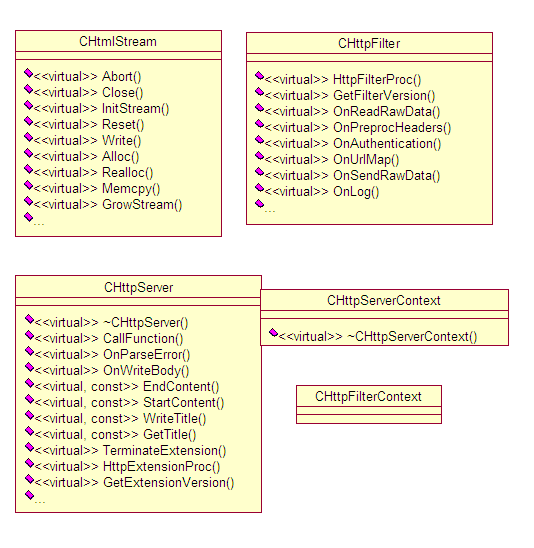 CHtmlStream
<<virtual>> Abort()
<<virtual>> Close()
<<virtual>> InitStream()
<<virtual>> Reset()
<<virtual>> Write()
<<virtual>> Alloc()
<<virtual>> Realloc()
<<virtual>> Memcpy()
<<virtual>> GrowStream()
...
CHttpFilter
<<virtual>> HttpFilterProc()
<<virtual>> GetFilterVersion()
<<virtual>> OnReadRawData()
<<virtual>> OnPreprocHeaders()
<<virtual>> OnAuthentication()
<<virtual>> OnUrlMap()
<<virtual>> OnSendRawData()
<<virtual>> OnLog()
...
CHttpServer
<<virtual>> ~CHttpServer()
<<virtual>> CallFunction()
<<virtual>> OnParseError()
<<virtual>> OnWriteBody()
<<virtual, const>> EndContent()
<<virtual, const>> StartContent()
<<virtual, const>> WriteTitle()
<<virtual, const>> GetTitle()
<<virtual>> TerminateExtension()
<<virtual>> HttpExtensionProc()
<<virtual>> GetExtensionVersion()
...
CHttpServerContext
<<virtual>> ~CHttpServerContext()
CHttpFilterContext